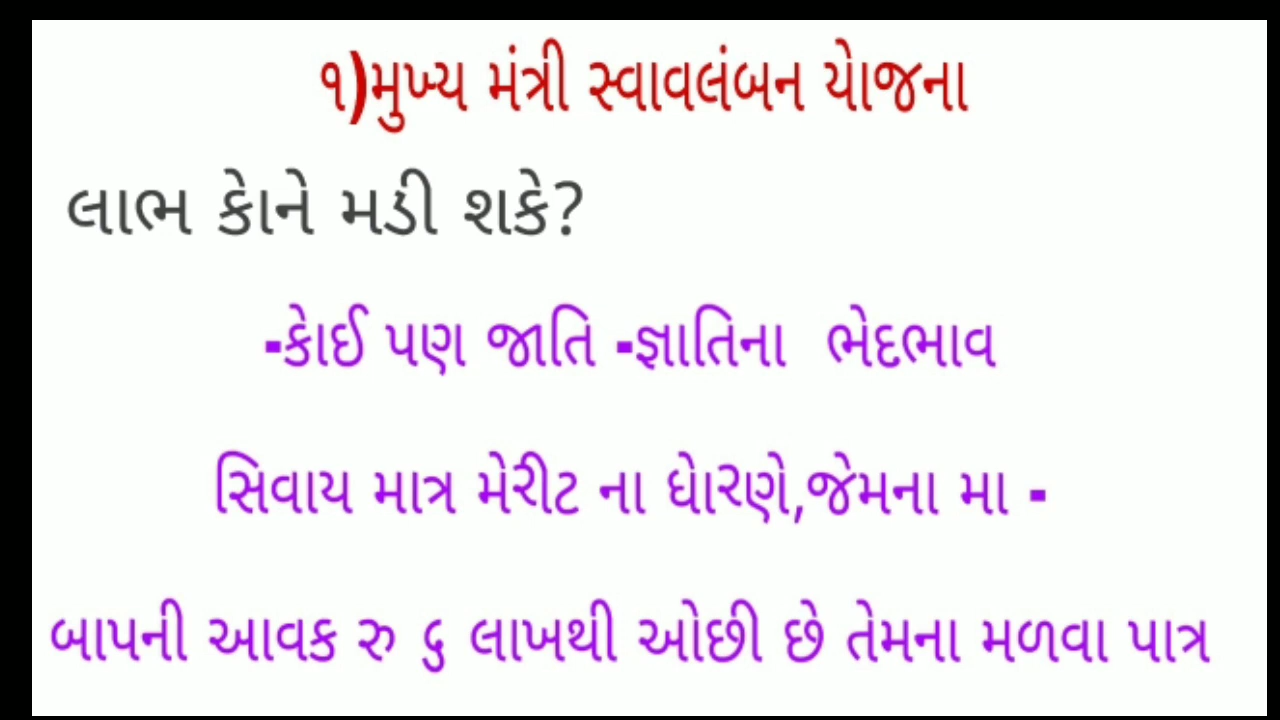 ૧)મુખ્ય મંત્રી સ્વાવલંબન યોજના
લાભ કોને મડી શકે?
-કોઈ પણ જાતિ -જ્ઞાતિના ભેદભાવ
સિવાય માત્ર મેરીટ ના ધોરણે,જેમના મા -
બાપની આવક રુ ૬ લાખથી ઓછી છે તેમના મળવા પાત્ર